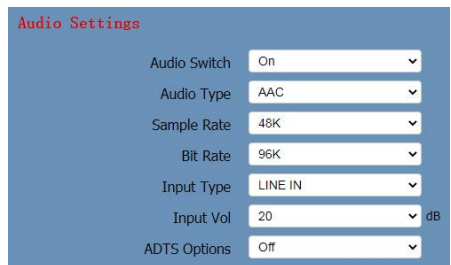 Audio Settings
Audio Switch On
Audio Type AAC
Sample Rate 48K
Bit Rate 96K
Input Type LINE IN
Input Vol 20 dB
ADTS Options Off